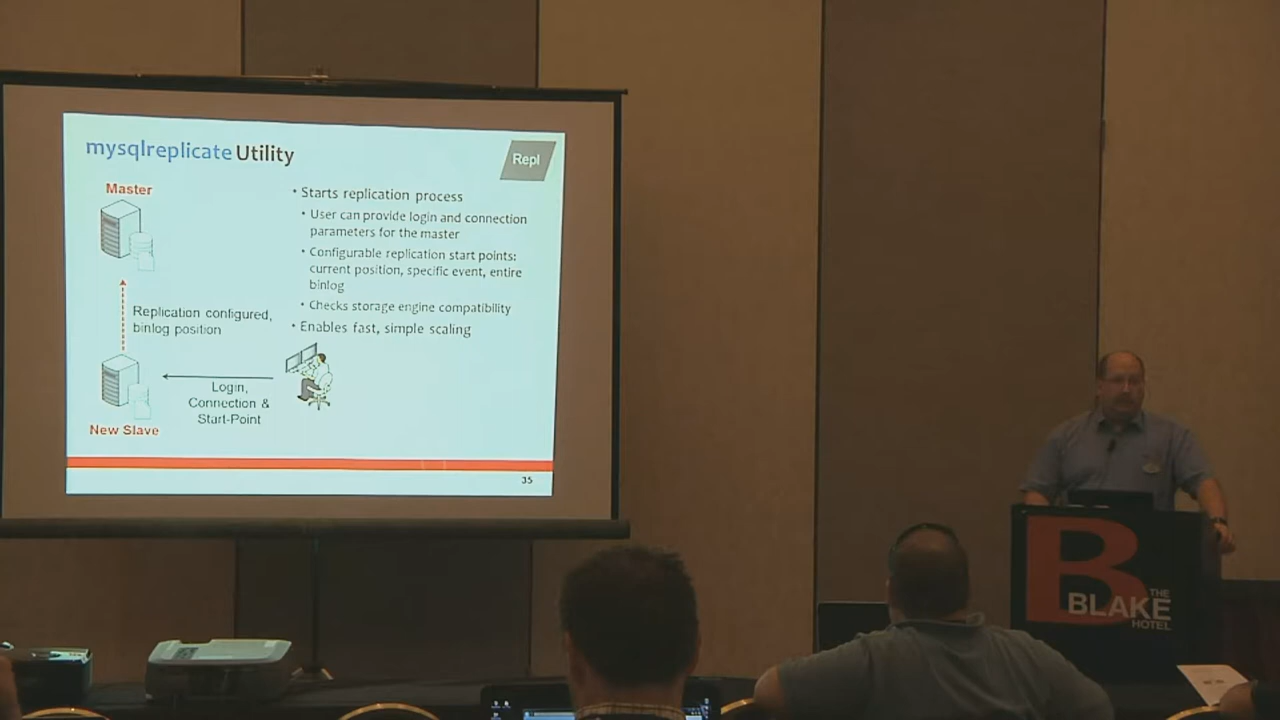 mysqlreplicate Utility
Repl
Master
• Starts replication process
• User can provide login and connection
parameters for the master
• Configurable replication start points:
current position, specific event, entire
binlog
• Checks storage engine compatibility
• Enables fast, simple scaling
Replication configured,
binlog position
Login,
Connection &
Start-Point
New Slave
35
B
THE
BLAKE
HOTEL